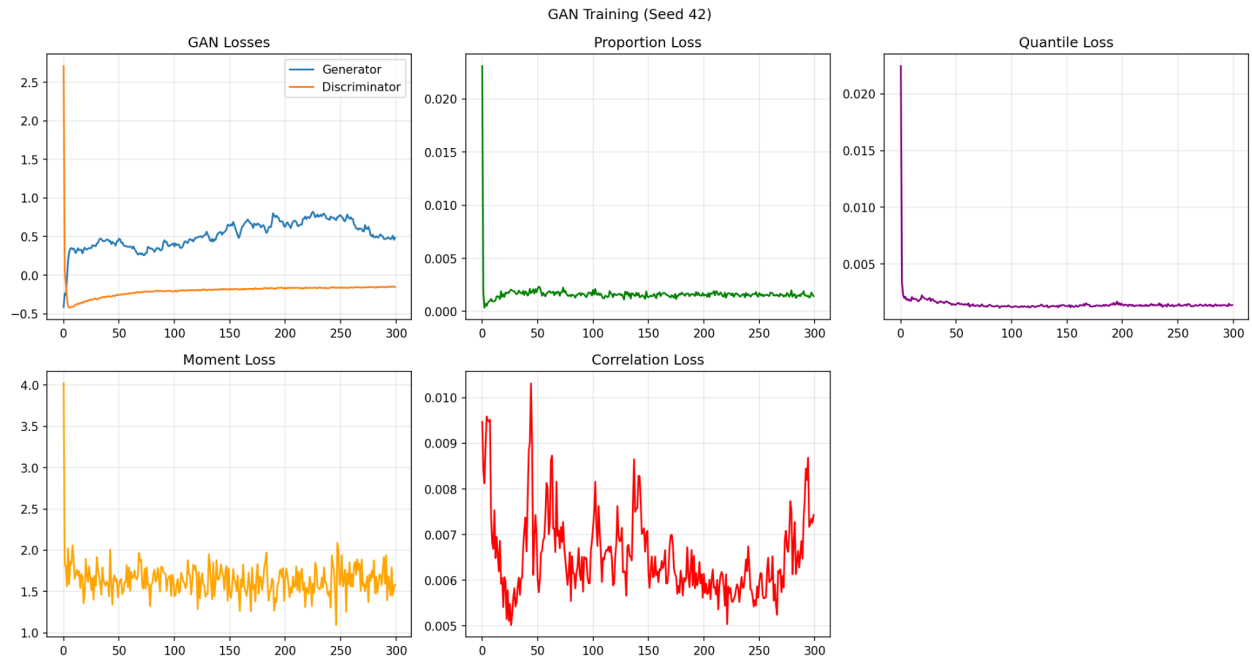 GAN Training (Seed 42)
GAN Losses
Generator
Discriminator
2.5
2.0
1.5
1.0
0.5
0.0
−0.5
0 50 100 150 200 250 300
Proportion Loss
0.020
0.015
0.010
0.005
0.000
0 50 100 150 200 250 300
Quantile Loss
0.020
0.015
0.010
0.005
0 50 100 150 200 250 300
Moment Loss
4.0
3.5
3.0
2.5
2.0
1.5
1.0
0 50 100 150 200 250 300
Correlation Loss
0.010
0.009
0.008
0.007
0.006
0.005
0 50 100 150 200 250 300